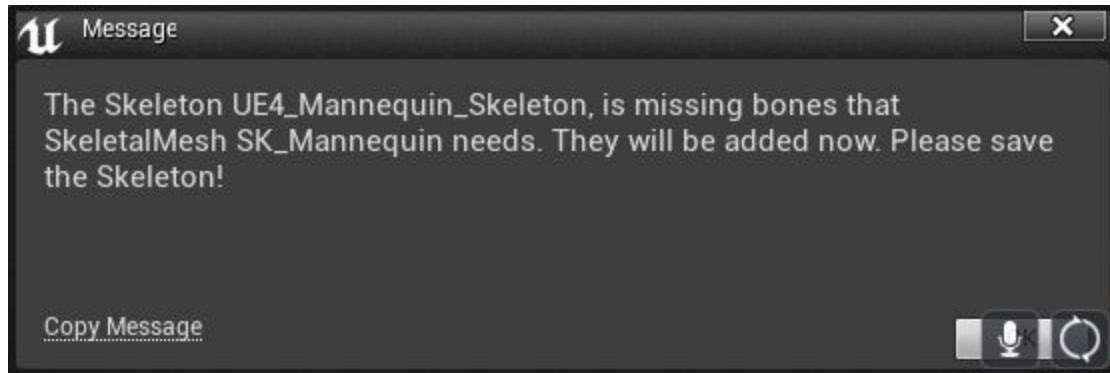 Message
The Skeleton UE4_Mannequin_Skeleton, is missing bones that
SkeletalMesh SK_Mannequin needs. They will be added now. Please save
the Skeleton!
Copy Message